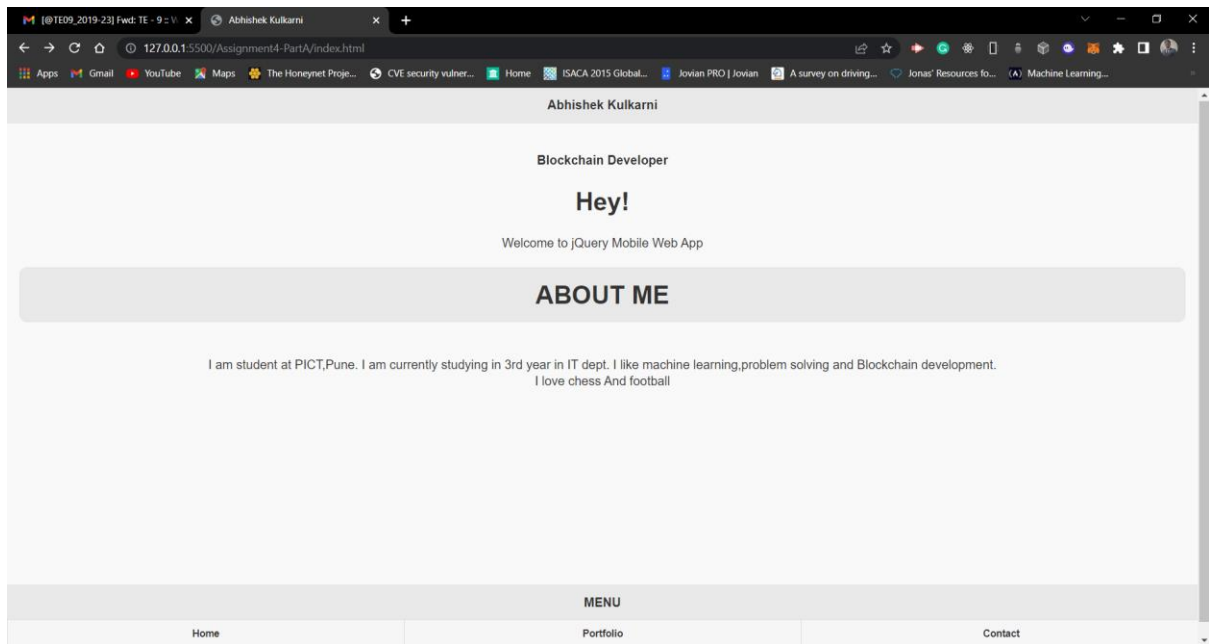 [@TE09_2019-23] Fwd: TE - 9 ::
Abhishek Kulkarni
127.0.0.1:5500/Assignment4-PartA/index.html
Apps Gmail YouTube Maps The Honeynet Proje... CVE security vulner... Home ISACA 2015 Global... Jovian PRO | Jovian A survey on driving... Jonas' Resources fo... Machine Learning...
Abhishek Kulkarni
Blockchain Developer
Hey!
Welcome to jQuery Mobile Web App
ABOUT ME
I am student at PICT,Pune. I am currently studying in 3rd year in IT dept. I like machine learning,problem solving and Blockchain development.
I love chess And football
MENU
Home Portfolio Contact